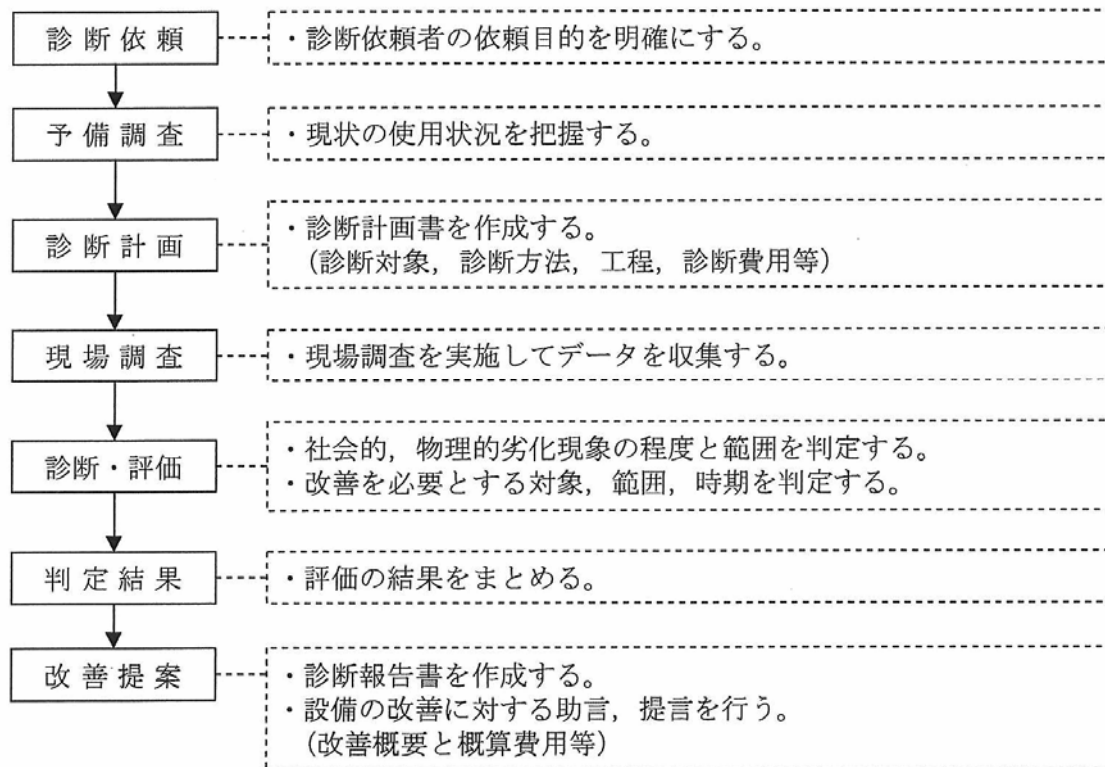 診断依頼
・診断依頼者の依頼目的を明確にする。
予備調査
・現状の使用状況を把握する。
診断計画
・診断計画書を作成する。
(診断対象，診断方法，工程，診断費用等)
現場調査
・現場調査を実施してデータを収集する。
診断・評価
・社会的，物理的劣化現象の程度と範囲を判定する。
・改善を必要とする対象，範囲，時期を判定する。
判定結果
・評価の結果をまとめる。
改善提案
・診断報告書を作成する。
・設備の改善に対する助言，提言を行う。
(改善概要と概算費用等)